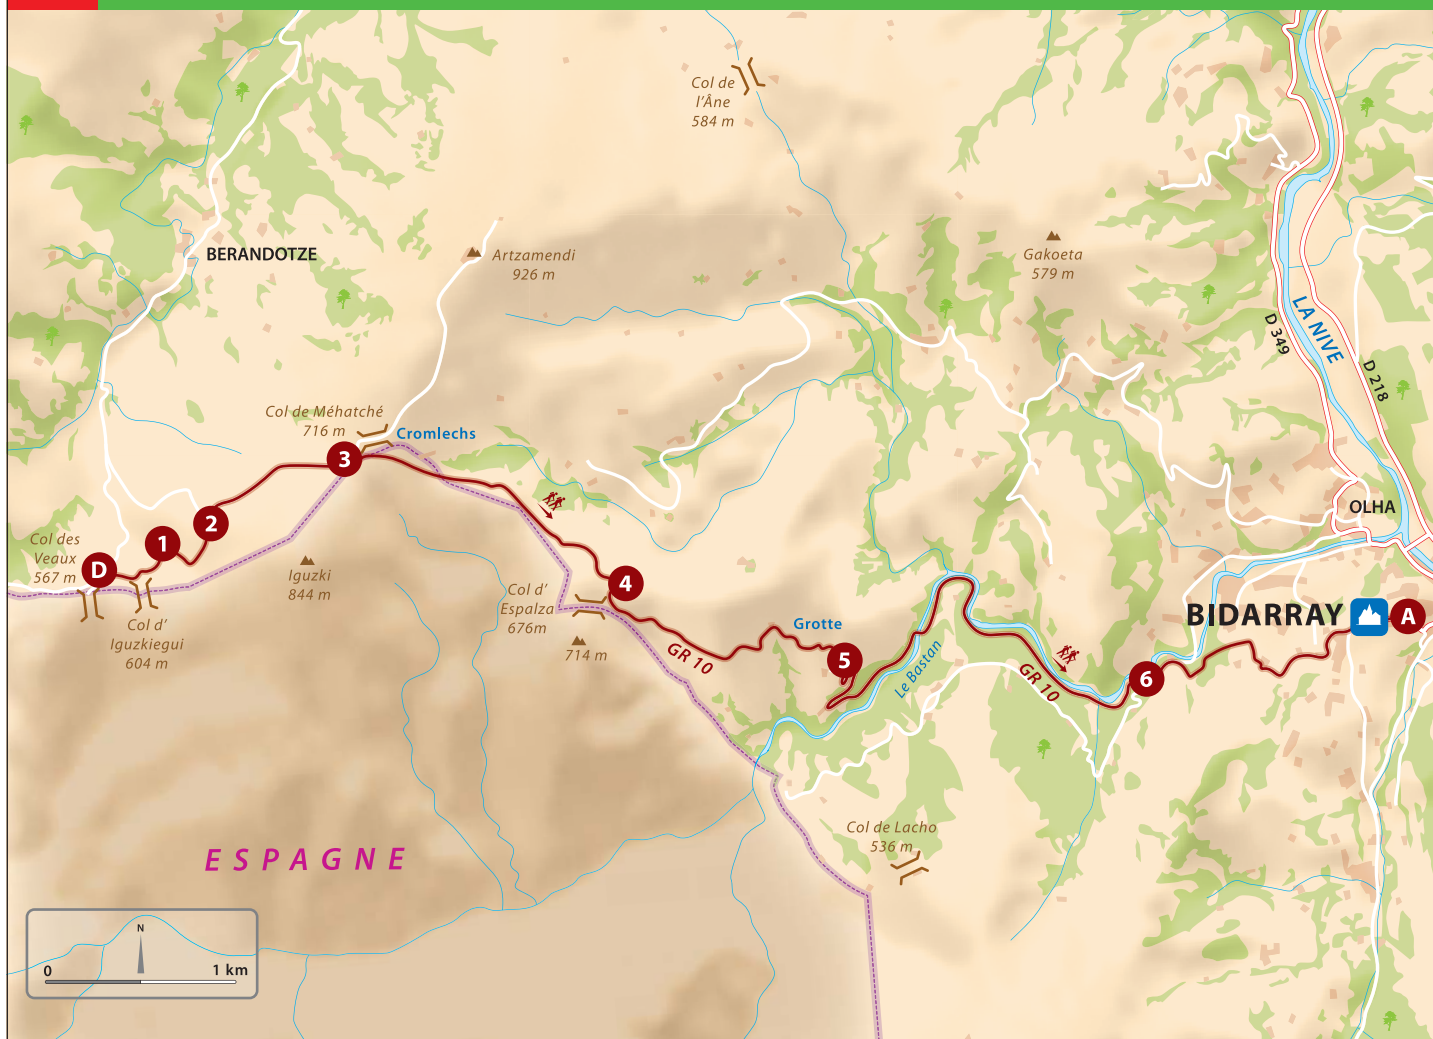 Col de
l'Âne
584 m
BERANDOTZE
Artzamendi
926 m
Gakoeta
579 m
LA NIVE
D 349
D 218
Col de Méhatché
716 m
Cromlechs
3
2
1
D
Col des
Veaux
567 m
OLHA
Iguzki
844 m
Col d'
Iguzkiegui
604 m
Col d'
Espalza
676m
4
714 m
GR 10
Grotte
5
Le Bastan
GR 10
6
BIDARRAY
A
Col de Lacho
536 m
ESPAGNE
N
0
1 km